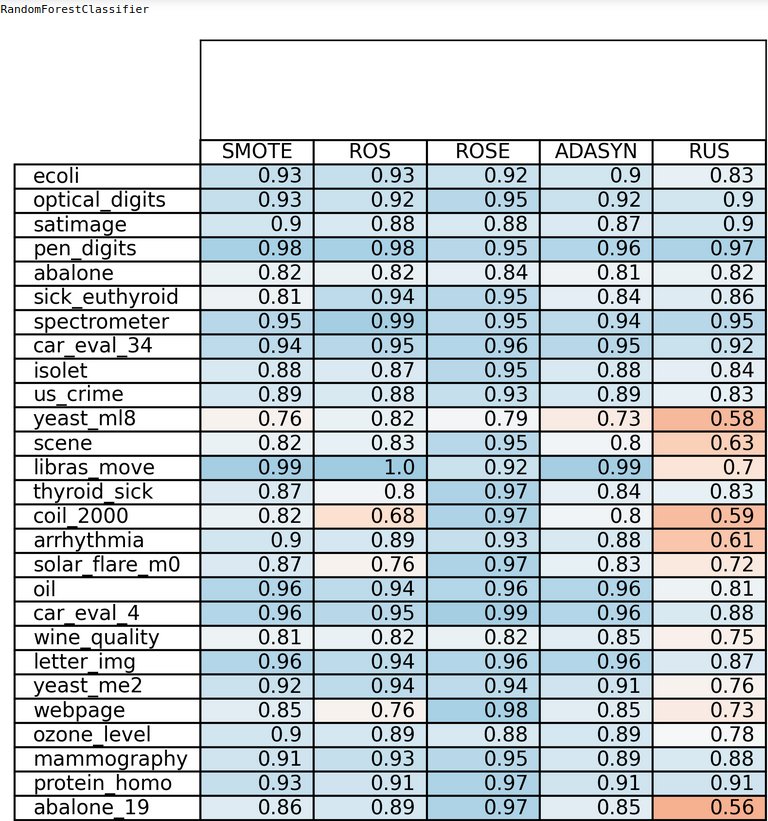 RandomForestClassifier
SMOTE ROS ROSE ADASYN RUS
ecoli 0.93 0.93 0.92 0.9 0.83
optical_digits 0.93 0.92 0.95 0.92 0.9
satimage 0.9 0.88 0.88 0.87 0.9
pen_digits 0.98 0.98 0.95 0.96 0.97
abalone 0.82 0.82 0.84 0.81 0.82
sick_euthyroid 0.81 0.94 0.95 0.84 0.86
spectrometer 0.95 0.99 0.95 0.94 0.95
car_eval_34 0.94 0.95 0.96 0.95 0.92
isolet 0.88 0.87 0.95 0.88 0.84
us_crime 0.89 0.88 0.93 0.89 0.83
yeast_ml8 0.76 0.82 0.79 0.73 0.58
scene 0.82 0.83 0.95 0.8 0.63
libras_move 0.99 1.0 0.92 0.99 0.7
thyroid_sick 0.87 0.8 0.97 0.84 0.83
coil_2000 0.82 0.68 0.97 0.8 0.59
arrhythmia 0.9 0.89 0.93 0.88 0.61
solar_flare_m0 0.87 0.76 0.97 0.83 0.72
oil 0.96 0.94 0.96 0.96 0.81
car_eval_4 0.96 0.95 0.99 0.96 0.88
wine_quality 0.81 0.82 0.82 0.85 0.75
letter_img 0.96 0.94 0.96 0.96 0.87
yeast_me2 0.92 0.94 0.94 0.91 0.76
webpage 0.85 0.76 0.98 0.85 0.73
ozone_level 0.9 0.89 0.88 0.89 0.78
mammography 0.91 0.93 0.95 0.89 0.88
protein_homo 0.93 0.91 0.97 0.91 0.91
abalone_19 0.86 0.89 0.97 0.85 0.56